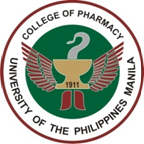 COLLEGE OF PHARMACY
1911
UNIVERSITY OF THE PHILIPPINES MANILA